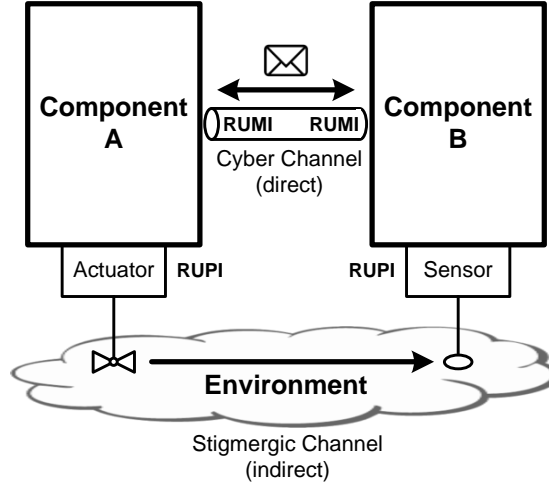 Component
A
Component
B
RUMI RUMI
Cyber Channel
(direct)
Actuator
RUPI
RUPI
Sensor
Environment
Stigmergic Channel
(indirect)